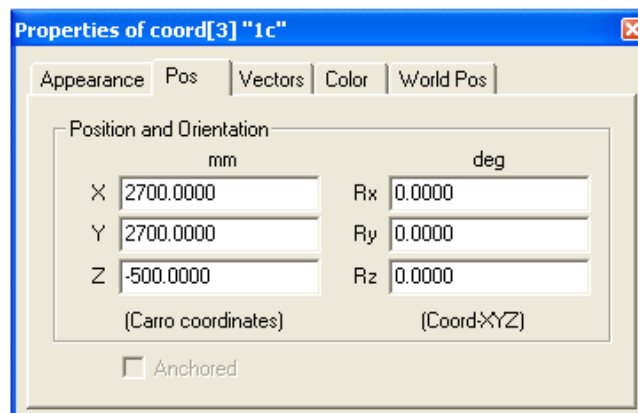 Properties of coord[3] "1c"
Appearance Pos Vectors Color World Pos
Position and Orientation
mm deg
X 2700.0000 Rx 0.0000
Y 2700.0000 Ry 0.0000
Z -500.0000 Rz 0.0000
(Carro coordinates) (Coord-XYZ)
Anchored